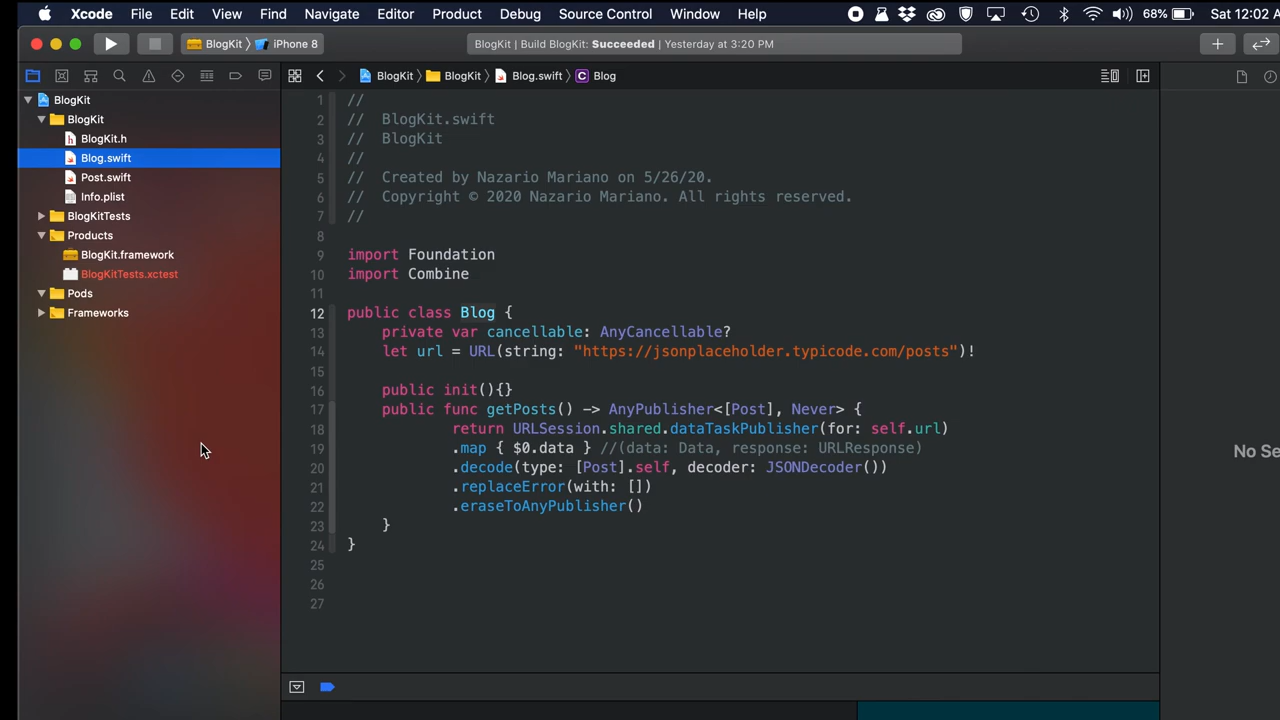 Xcode File Edit View Find Navigate Editor Product Debug Source Control Window Help 68% Sat 12:02 A
BlogKit iPhone 8 BlogKit | Build BlogKit: Succeeded | Yesterday at 3:20 PM
BlogKit BlogKit Blog.swift C Blog
BlogKit
BlogKit
h BlogKit.h
Blog.swift
Post.swift
Info.plist
BlogKitTests
Products
BlogKit.framework
BlogKitTests.xctest
Pods
Frameworks
1 //
2 // BlogKit.swift
3 // BlogKit
4 //
5 // Created by Nazario Mariano on 5/26/20.
6 // Copyright © 2020 Nazario Mariano. All rights reserved.
7 //
8
9 import Foundation
10 import Combine
11
12 public class Blog {
13 private var cancellable: AnyCancellable?
14 let url = URL(string: "https://jsonplaceholder.typicode.com/posts")!
15
16 public init(){}
17 public func getPosts() -> AnyPublisher<[Post], Never> {
18 return URLSession.shared.dataTaskPublisher(for: self.url)
19 .map { $0.data } //(data: Data, response: URLResponse)
20 .decode(type: [Post].self, decoder: JSONDecoder())
21 .replaceError(with: [])
22 .eraseToAnyPublisher()
23 }
24 }
25
26
27
No Se